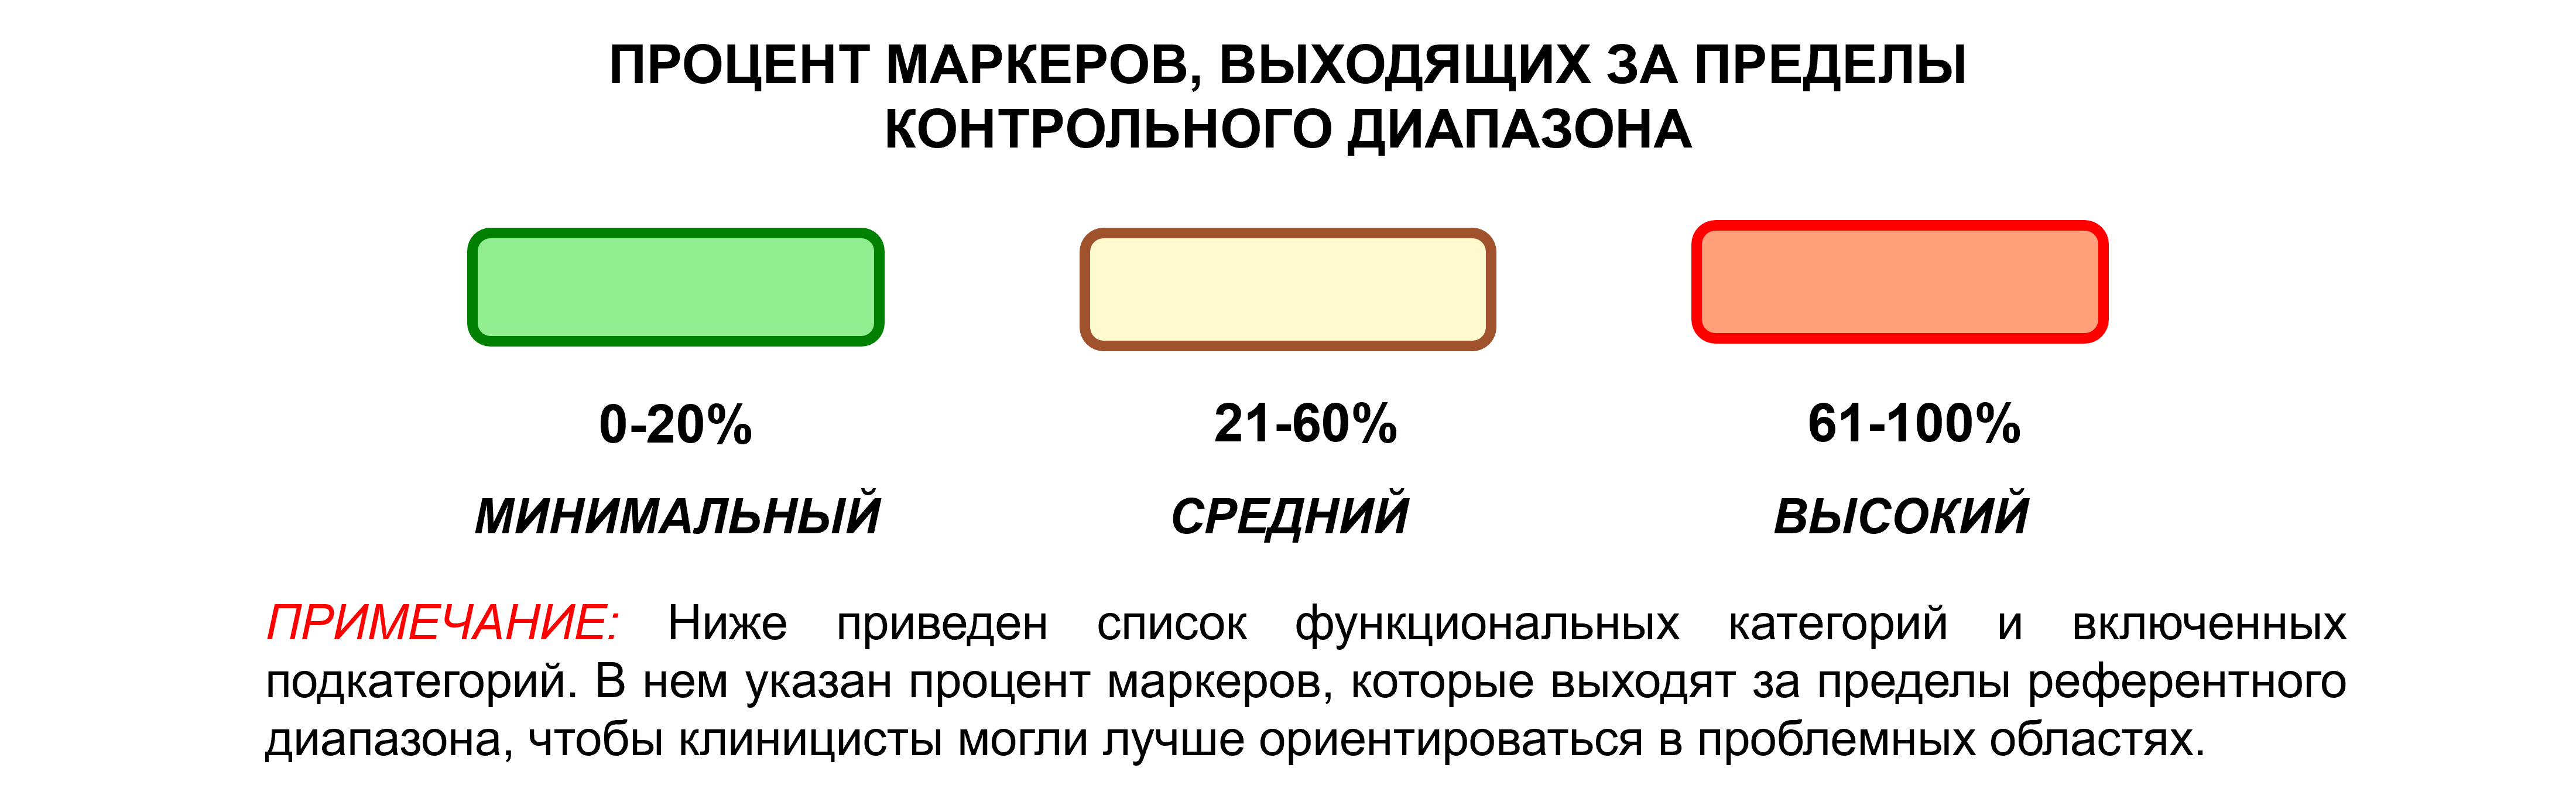 ПРОЦЕНТ МАРКЕРОВ, ВЫХОДЯЩИХ ЗА ПРЕДЕЛЫ
КОНТРОЛЬНОГО ДИАПАЗОНА
0-20% 21-60% 61-100%
МИНИМАЛЬНЫЙ СРЕДНИЙ ВЫСОКИЙ
ПРИМЕЧАНИЕ: Ниже приведен список функциональных категорий и включенных
подкатегорий. В нем указан процент маркеров, которые выходят за пределы референтного
диапазона, чтобы клиницисты могли лучше ориентироваться в проблемных областях.